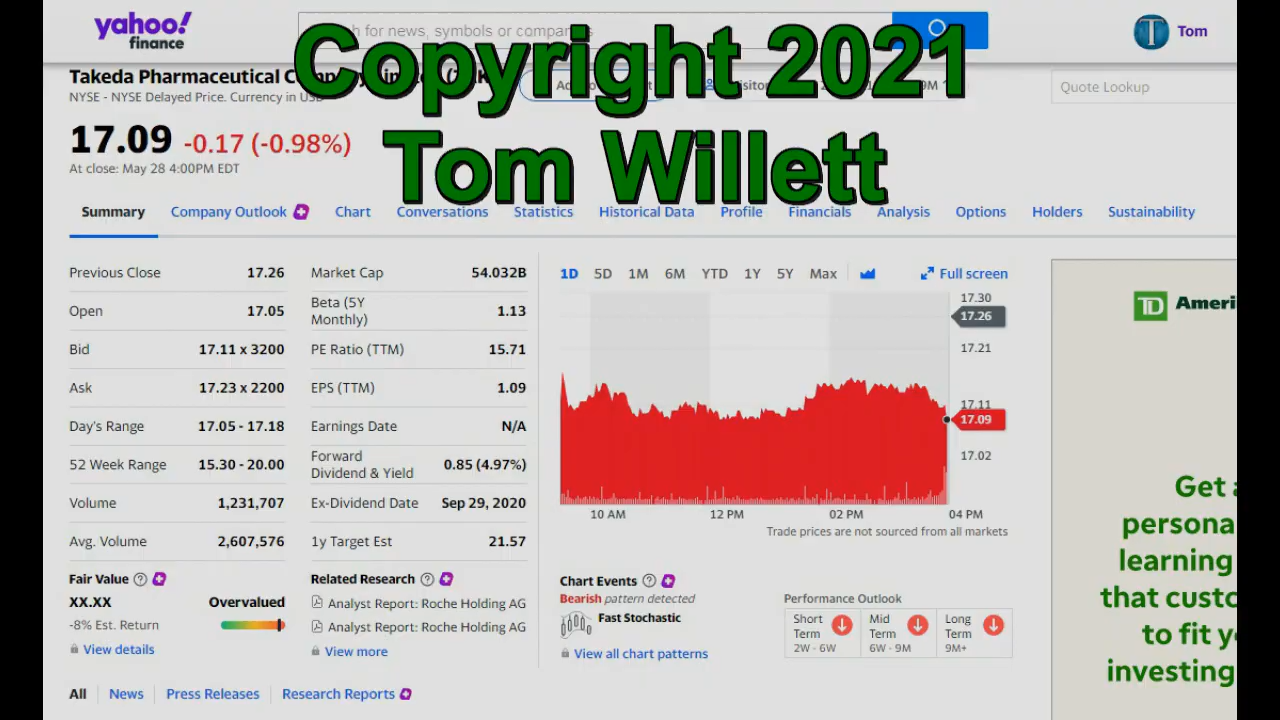 yahoo!
finance
for news, symbols or companies
Tom
Copyright 2021
Tom Willett
Takeda Pharmaceutical
NYSE - NYSE Delayed Price. Currency in USD
Quote Lookup
17.09 -0.17 (-0.98%)
At close: May 28 4:00PM EDT
Summary Company Outlook Chart Conversations Statistics Historical Data Profile Financials Analysis Options Holders Sustainability
Previous Close 17.26
Open 17.05
Bid 17.11 x 3200
Ask 17.23 x 2200
Day's Range 17.05 - 17.18
52 Week Range 15.30 - 20.00
Volume 1,231,707
Avg. Volume 2,607,576
Market Cap 54.032B
Beta (5Y
Monthly) 1.13
PE Ratio (TTM) 15.71
EPS (TTM) 1.09
Earnings Date N/A
Forward
Dividend & Yield 0.85 (4.97%)
Ex-Dividend Date Sep 29, 2020
1y Target Est 21.57
1D 5D 1M 6M YTD 1Y 5Y Max Full screen
17.30
17.26
17.21
17.11
17.09
17.02
10 AM 12 PM 02 PM 04 PM
Trade prices are not sourced from all markets
Fair Value
XX.XX Overvalued
-8% Est. Return
View details
Related Research
Analyst Report: Roche Holding AG
Analyst Report: Roche Holding AG
View more
Chart Events
Bearish pattern detected
Fast Stochastic
View all chart patterns
Performance Outlook
Short
Term
2W - 6W
Mid
Term
6W - 9M
Long
Term
9M+
All News Press Releases Research Reports
TD Ameri
Get
persona
learning
that custo
to fit y
investing